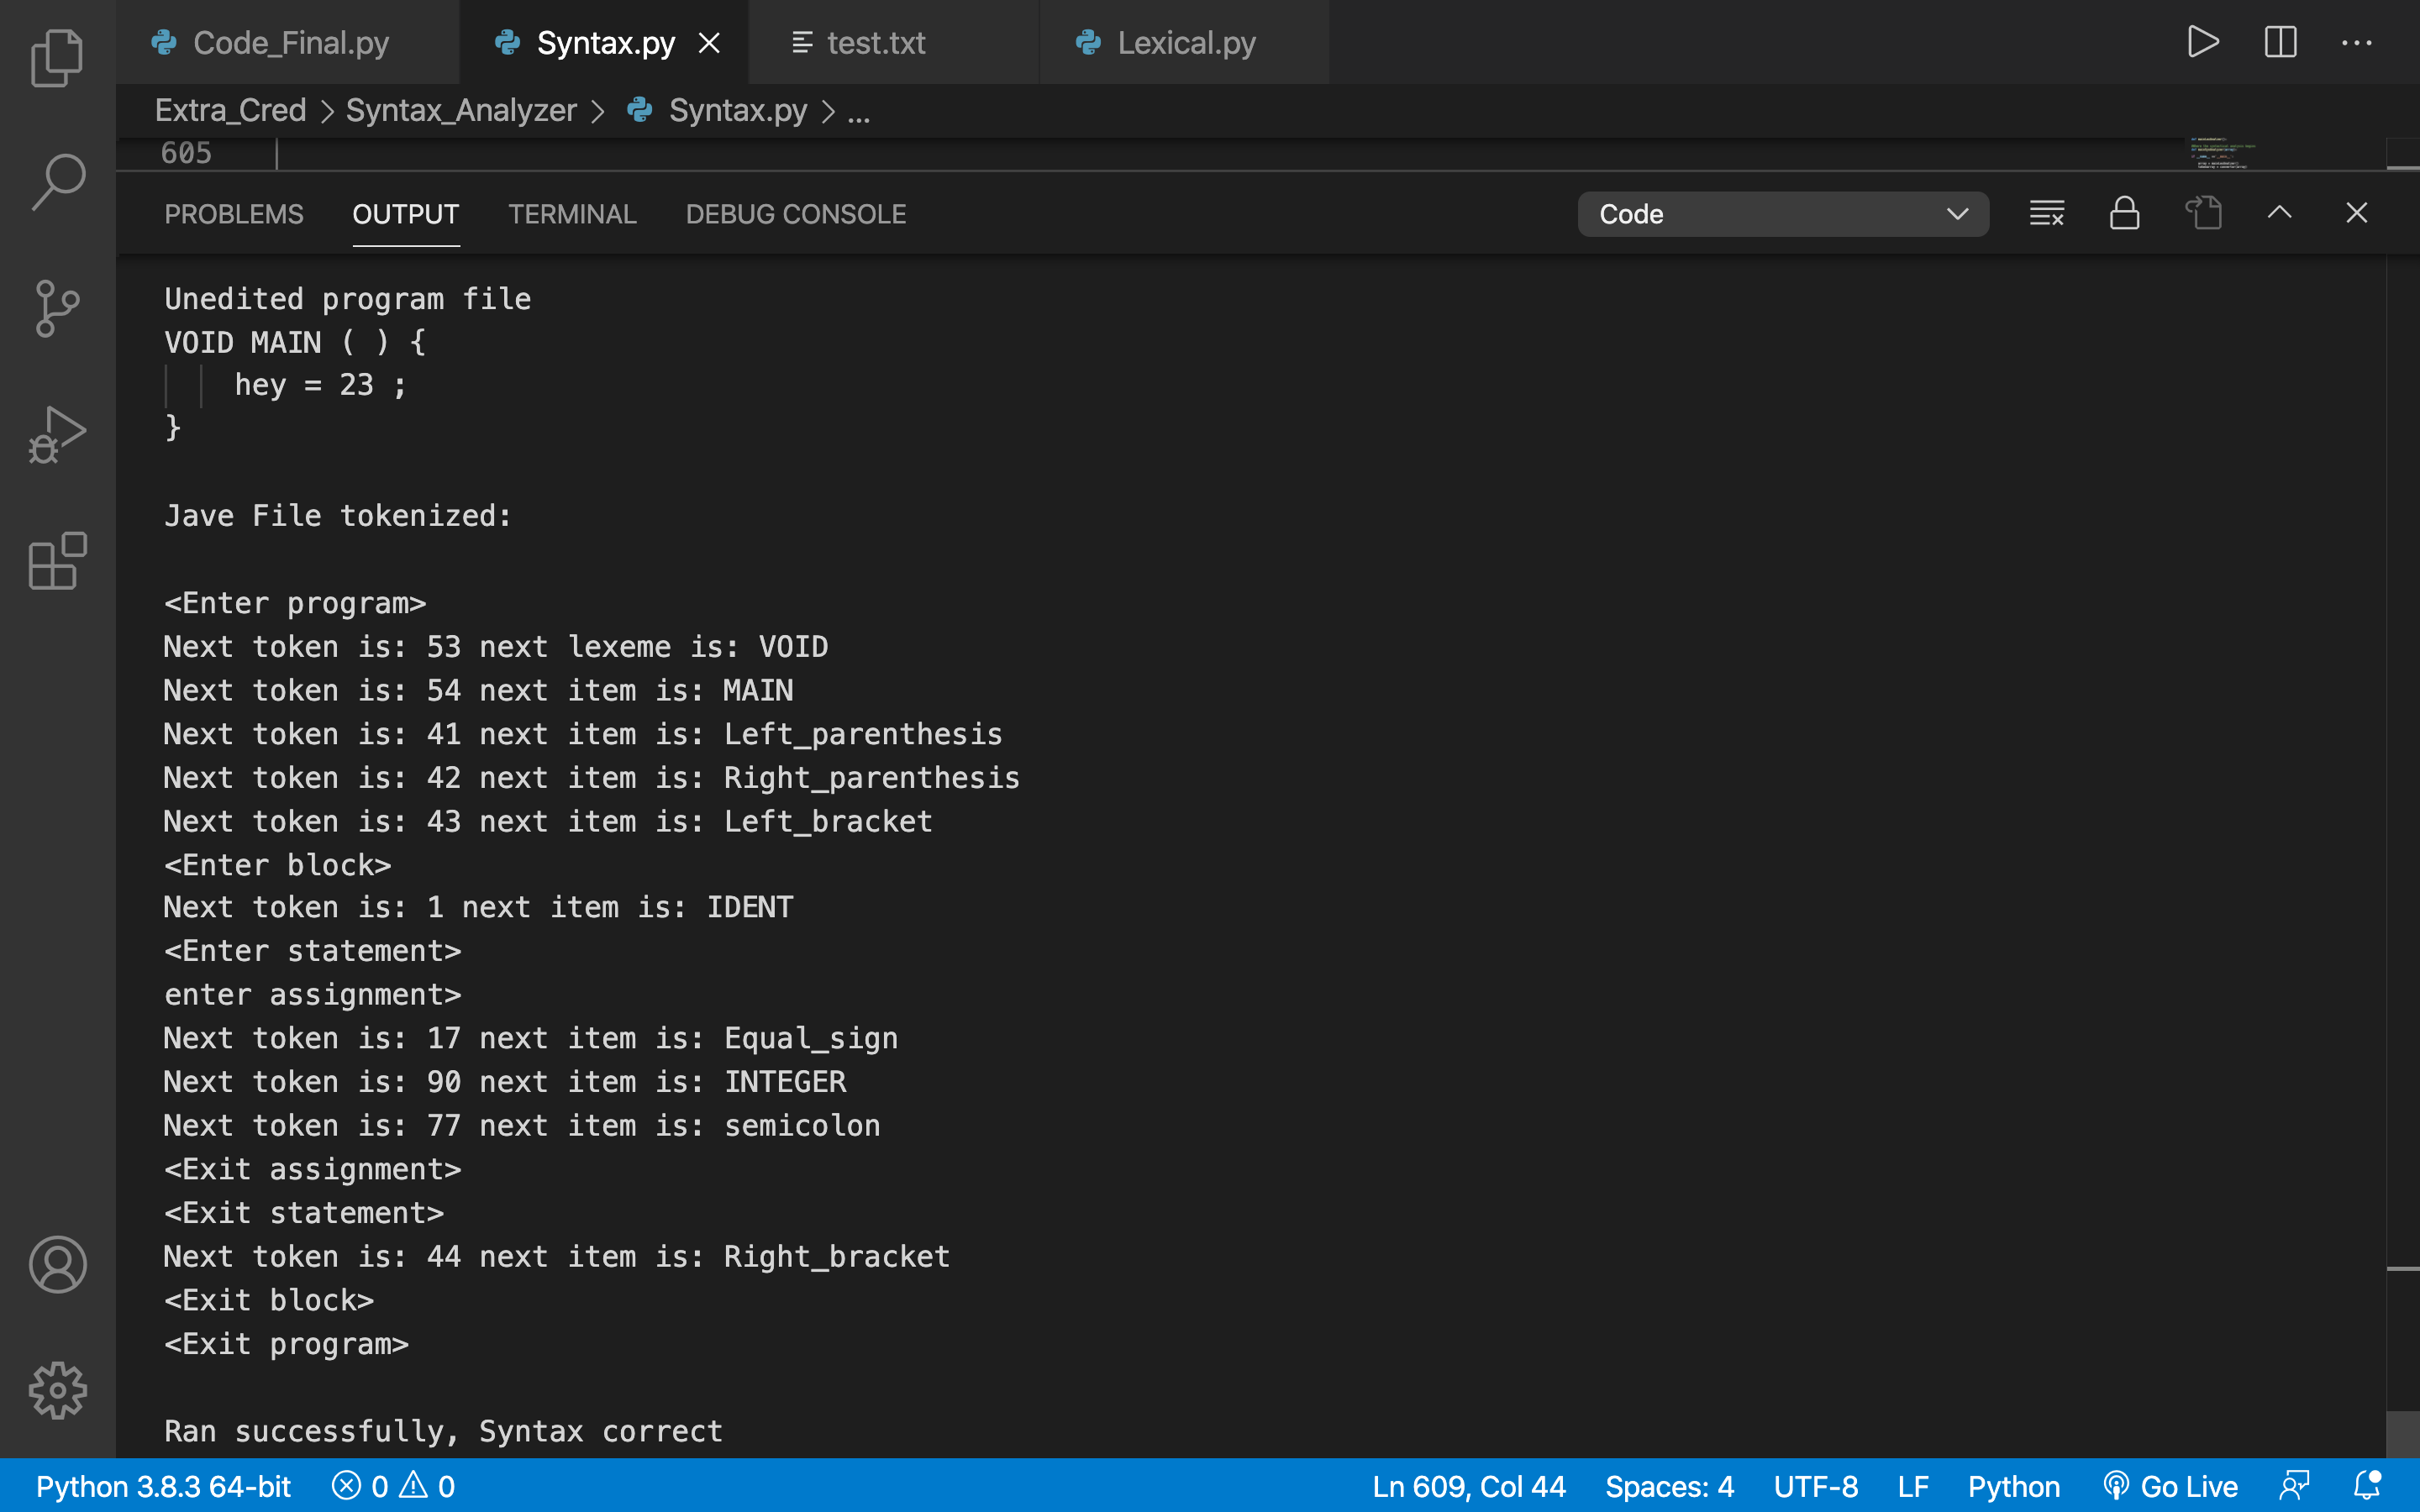 Code_Final.py Syntax.py test.txt Lexical.py
Extra_Cred > Syntax_Analyzer > Syntax.py > ...
605
PROBLEMS OUTPUT TERMINAL DEBUG CONSOLE Code
Unedited program file
VOID MAIN ( ) {
hey = 23 ;
}
Jave File tokenized:
<Enter program>
Next token is: 53 next lexeme is: VOID
Next token is: 54 next item is: MAIN
Next token is: 41 next item is: Left_parenthesis
Next token is: 42 next item is: Right_parenthesis
Next token is: 43 next item is: Left_bracket
<Enter block>
Next token is: 1 next item is: IDENT
<Enter statement>
enter assignment>
Next token is: 17 next item is: Equal_sign
Next token is: 90 next item is: INTEGER
Next token is: 77 next item is: semicolon
<Exit assignment>
<Exit statement>
Next token is: 44 next item is: Right_bracket
<Exit block>
<Exit program>
Ran successfully, Syntax correct
Python 3.8.3 64-bit 0 0 Ln 609, Col 44 Spaces: 4 UTF-8 LF Python Go Live